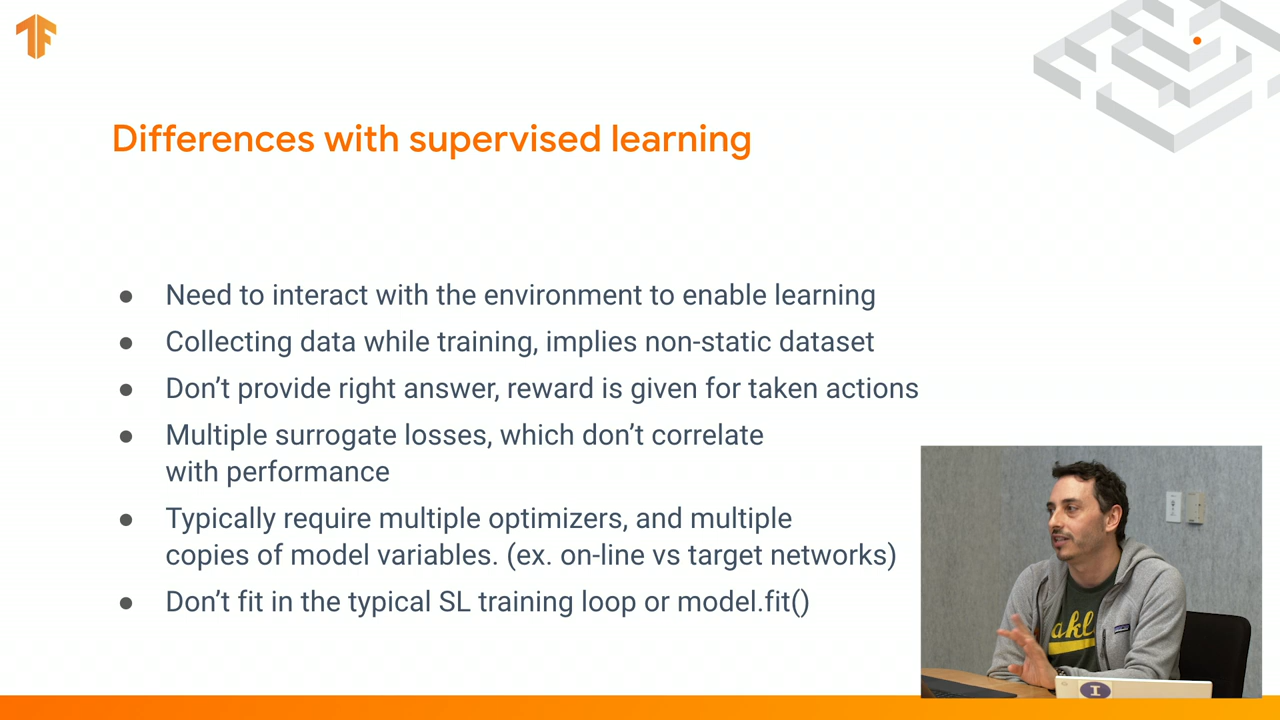 Differences with supervised learning
● Need to interact with the environment to enable learning
● Collecting data while training, implies non-static dataset
● Don’t provide right answer, reward is given for taken actions
● Multiple surrogate losses, which don’t correlate
with performance
● Typically require multiple optimizers, and multiple
copies of model variables. (ex. on-line vs target networks)
● Don’t fit in the typical SL training loop or model.fit()
akl
I